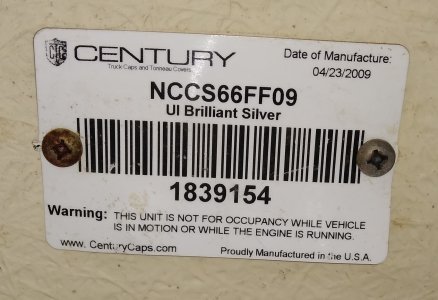 CTC CENTURY
Truck Caps and Tonneau Covers
Date of Manufacture:
04/23/2009
NCCS66FF09
UI Brilliant Silver
1839154
Warning: THIS UNIT IS NOT FOR OCCUPANCY WHILE VEHICLE
IS IN MOTION OR WHILE THE ENGINE IS RUNNING.
www. CenturyCaps.com
Proudly Manufactured in the U.S.A.